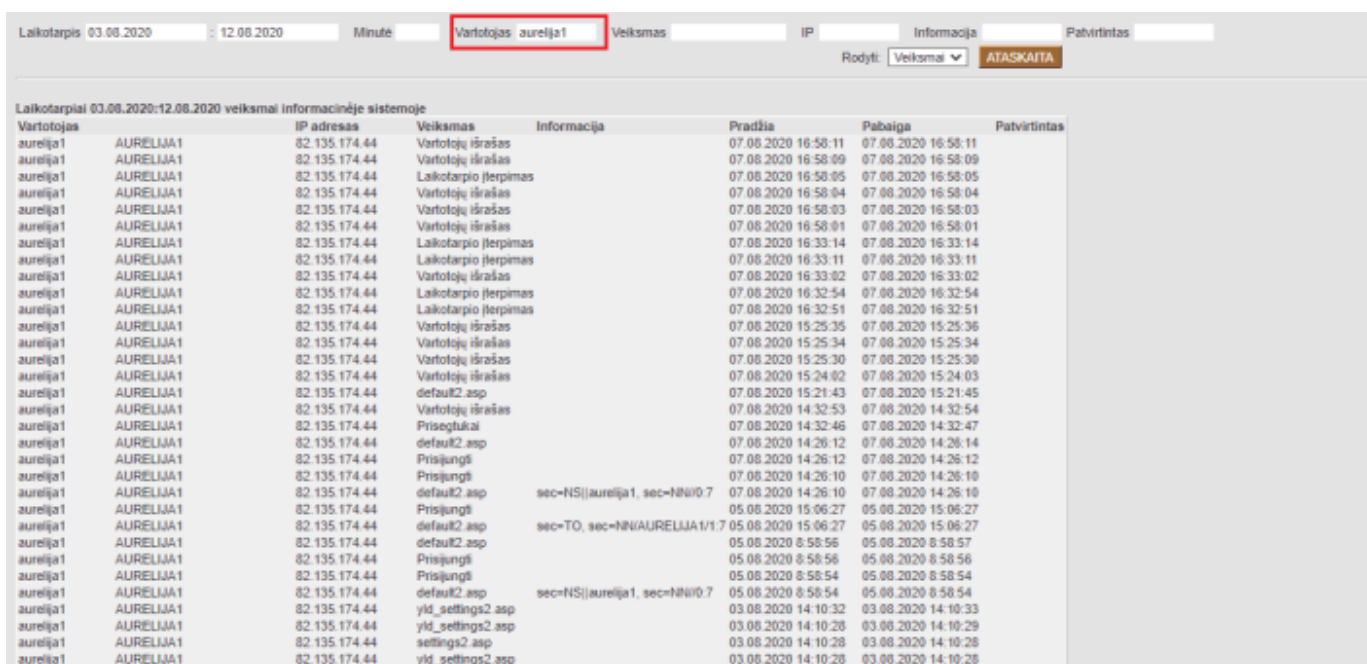 Laikotarpis 03.08.2020 : 12.08.2020 Minutė Vartotojas aurelija1 Veiksmas IP Informacija Patvirtintas
Rodyti: Veiksmai ATASKAITA
Laikotarpiai 03.08.2020:12.08.2020 veiksmai informacinėje sistemoje
Vartotojas IP adresas Veiksmas Informacija Pradžia Pabaiga Patvirtintas
aurelija1 AURELIJA1 82.135.174.44 Vartotojų išrašas 07.08.2020 16:58:11 07.08.2020 16:58:11
aurelija1 AURELIJA1 82.135.174.44 Vartotojų išrašas 07.08.2020 16:58:09 07.08.2020 16:58:09
aurelija1 AURELIJA1 82.135.174.44 Laikotarpio įterpimas 07.08.2020 16:58:05 07.08.2020 16:58:05
aurelija1 AURELIJA1 82.135.174.44 Vartotojų išrašas 07.08.2020 16:58:04 07.08.2020 16:58:04
aurelija1 AURELIJA1 82.135.174.44 Vartotojų išrašas 07.08.2020 16:58:03 07.08.2020 16:58:03
aurelija1 AURELIJA1 82.135.174.44 Vartotojų išrašas 07.08.2020 16:58:01 07.08.2020 16:58:01
aurelija1 AURELIJA1 82.135.174.44 Laikotarpio įterpimas 07.08.2020 16:33:14 07.08.2020 16:33:14
aurelija1 AURELIJA1 82.135.174.44 Laikotarpio įterpimas 07.08.2020 16:33:11 07.08.2020 16:33:11
aurelija1 AURELIJA1 82.135.174.44 Vartotojų išrašas 07.08.2020 16:33:02 07.08.2020 16:33:02
aurelija1 AURELIJA1 82.135.174.44 Laikotarpio įterpimas 07.08.2020 16:32:54 07.08.2020 16:32:54
aurelija1 AURELIJA1 82.135.174.44 Laikotarpio įterpimas 07.08.2020 16:32:51 07.08.2020 16:32:51
aurelija1 AURELIJA1 82.135.174.44 Vartotojų išrašas 07.08.2020 15:25:35 07.08.2020 15:25:36
aurelija1 AURELIJA1 82.135.174.44 Vartotojų išrašas 07.08.2020 15:25:34 07.08.2020 15:25:34
aurelija1 AURELIJA1 82.135.174.44 Vartotojų išrašas 07.08.2020 15:25:30 07.08.2020 15:25:30
aurelija1 AURELIJA1 82.135.174.44 Vartotojų išrašas 07.08.2020 15:24:02 07.08.2020 15:24:03
aurelija1 AURELIJA1 82.135.174.44 default2.asp 07.08.2020 15:21:43 07.08.2020 15:21:45
aurelija1 AURELIJA1 82.135.174.44 Vartotojų išrašas 07.08.2020 14:32:53 07.08.2020 14:32:54
aurelija1 AURELIJA1 82.135.174.44 Prisegtukai 07.08.2020 14:32:46 07.08.2020 14:32:47
aurelija1 AURELIJA1 82.135.174.44 default2.asp 07.08.2020 14:26:12 07.08.2020 14:26:14
aurelija1 AURELIJA1 82.135.174.44 Prisijungti 07.08.2020 14:26:12 07.08.2020 14:26:12
aurelija1 AURELIJA1 82.135.174.44 Prisijungti 07.08.2020 14:26:10 07.08.2020 14:26:10
aurelija1 AURELIJA1 82.135.174.44 default2.asp sec=NS||aurelija1, sec=NN//0:7 07.08.2020 14:26:10 07.08.2020 14:26:10
aurelija1 AURELIJA1 82.135.174.44 Prisijungti 05.08.2020 15:06:27 05.08.2020 15:06:27
aurelija1 AURELIJA1 82.135.174.44 default2.asp sec=TO, sec=NN/AURELIJA1/1:7 05.08.2020 15:06:27 05.08.2020 15:06:27
aurelija1 AURELIJA1 82.135.174.44 default2.asp 05.08.2020 8:58:56 05.08.2020 8:58:57
aurelija1 AURELIJA1 82.135.174.44 Prisijungti 05.08.2020 8:58:56 05.08.2020 8:58:56
aurelija1 AURELIJA1 82.135.174.44 Prisijungti 05.08.2020 8:58:54 05.08.2020 8:58:54
aurelija1 AURELIJA1 82.135.174.44 default2.asp sec=NS||aurelija1, sec=NN//0:7 05.08.2020 8:58:54 05.08.2020 8:58:54
aurelija1 AURELIJA1 82.135.174.44 yld_settings2.asp 03.08.2020 14:10:32 03.08.2020 14:10:33
aurelija1 AURELIJA1 82.135.174.44 yld_settings2.asp 03.08.2020 14:10:28 03.08.2020 14:10:29
aurelija1 AURELIJA1 82.135.174.44 settings2.asp 03.08.2020 14:10:28 03.08.2020 14:10:28
aurelija1 AURELIJA1 82.135.174.44 yld_settings2.asp 03.08.2020 14:10:28 03.08.2020 14:10:28